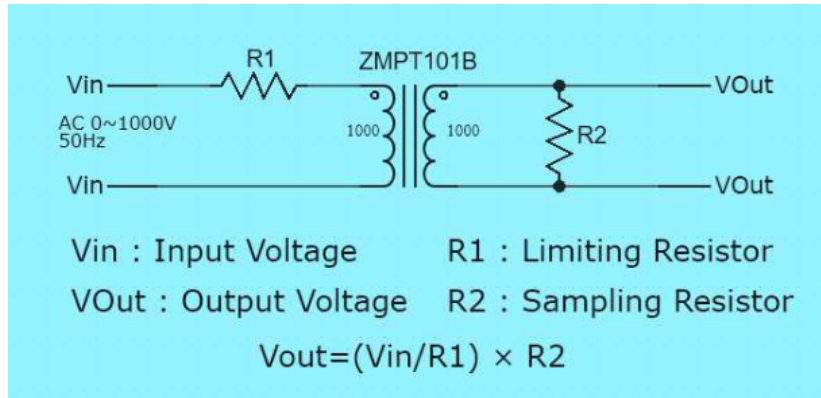 R1
ZMPT101B
Vin
VOut
AC 0~1000V
50Hz
1000
1000
R2
Vin
VOut
Vin : Input Voltage
R1 : Limiting Resistor
VOut : Output Voltage
R2 : Sampling Resistor
Vout=(Vin/R1) × R2